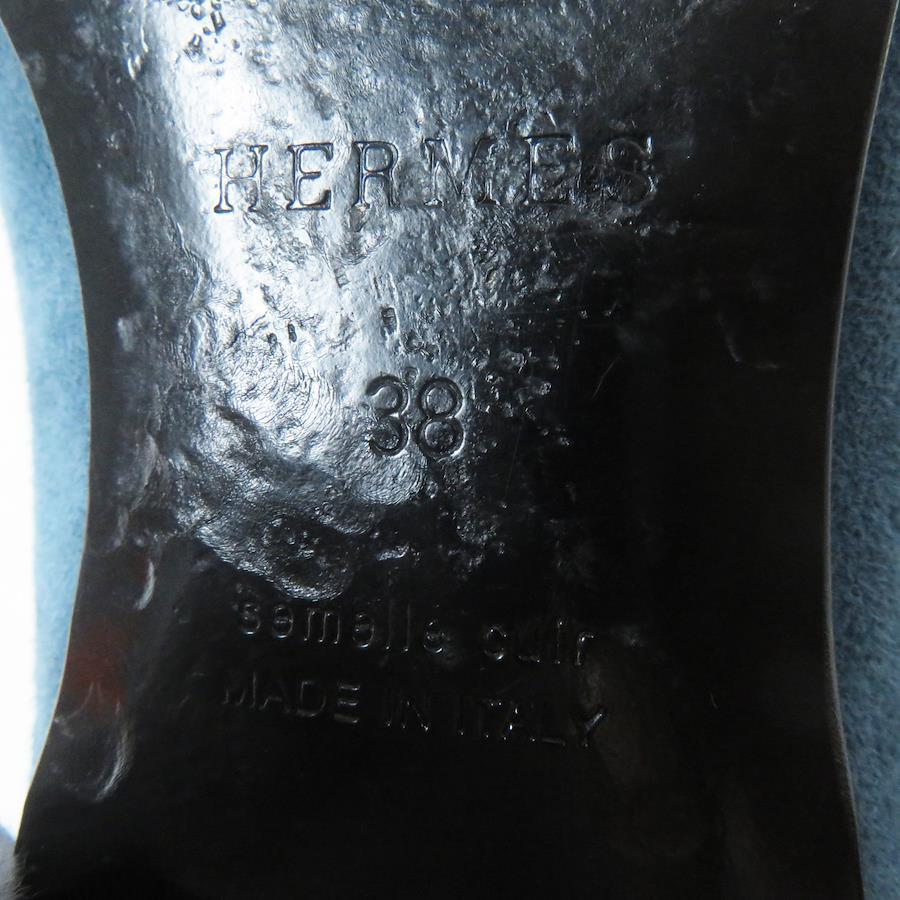 HERMES
38
semelle cuir
MADE IN ITALY